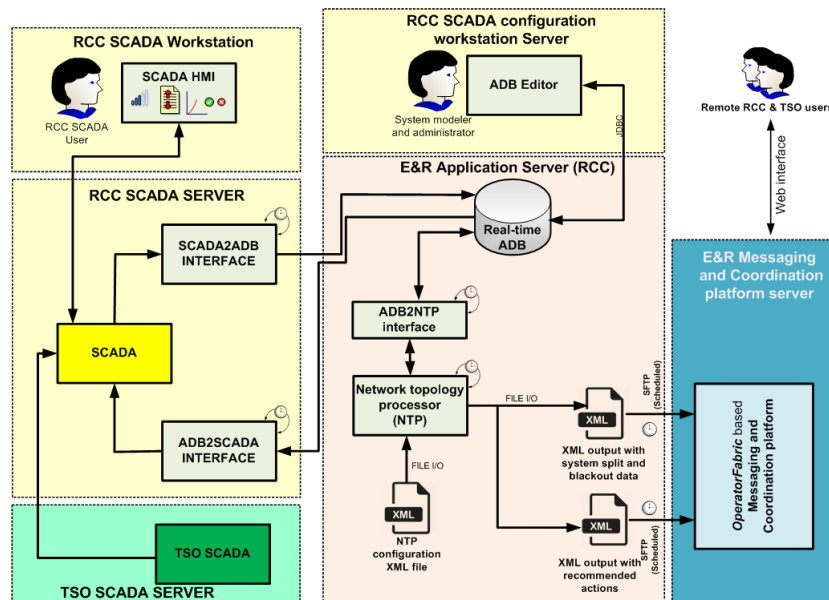 RCC SCADA Workstation
SCADA HMI
RCC SCADA
User
RCC SCADA configuration
workstation Server
ADB Editor
System modeler
and administrator
JDBC
Remote RCC & TSO users
Web interface
RCC SCADA SERVER
SCADA2ADB
INTERFACE
SCADA
ADB2SCADA
INTERFACE
E&R Application Server (RCC)
Real-time
ADB
ADB2NTP
interface
Network topology
processor
(NTP)
FILE I/O
FILE I/O
XML
NTP
configuration
XML file
XML
XML output with
system split and
blackout data
XML
XML output with
recommended
actions
SFTP
(Scheduled)
SFTP
(Scheduled)
E&R Messaging
and Coordination
platform server
OperatorFabric based
Messaging and
Coordination platform
TSO SCADA
TSO SCADA SERVER